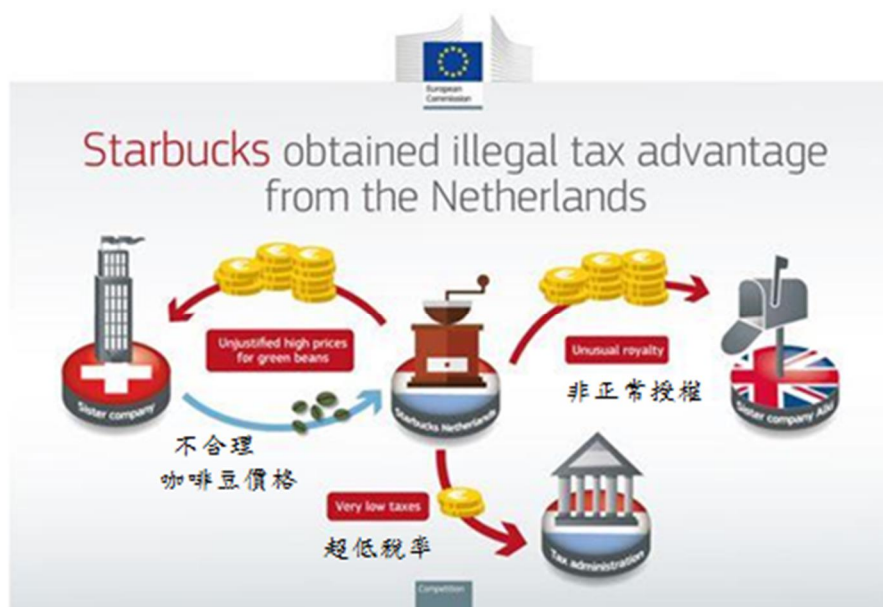 European
Commission
Starbucks obtained illegal tax advantage
from the Netherlands
Unjustified high prices
for green beans
Unusual royalty
Sister company
Starbucks Netherlands
非正常授權
Sister company Alki
不合理
咖啡豆價格
Very low taxes
超低稅率
Tax administration
Competition